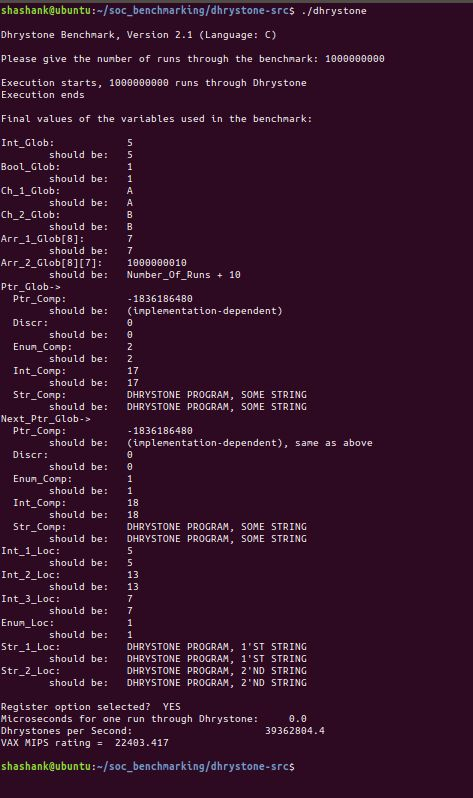 shashank@ubuntu:~/soc_benchmarking/dhrystone-src$ ./dhrystone
Dhrystone Benchmark, Version 2.1 (Language: C)
Please give the number of runs through the benchmark: 1000000000
Execution starts, 1000000000 runs through Dhrystone
Execution ends
Final values of the variables used in the benchmark:
Int_Glob: 5
should be: 5
Bool_Glob: 1
should be: 1
Ch_1_Glob: A
should be: A
Ch_2_Glob: B
should be: B
Arr_1_Glob[8]: 7
should be: 7
Arr_2_Glob[8][7]: 1000000010
should be: Number_Of_Runs + 10
Ptr_Glob->
Ptr_Comp: -1836186480
should be: (implementation-dependent)
Discr: 0
should be: 0
Enum_Comp: 2
should be: 2
Int_Comp: 17
should be: 17
Str_Comp: DHRYSTONE PROGRAM, SOME STRING
should be: DHRYSTONE PROGRAM, SOME STRING
Next_Ptr_Glob->
Ptr_Comp: -1836186480
should be: (implementation-dependent), same as above
Discr: 0
should be: 0
Enum_Comp: 1
should be: 1
Int_Comp: 18
should be: 18
Str_Comp: DHRYSTONE PROGRAM, SOME STRING
should be: DHRYSTONE PROGRAM, SOME STRING
Int_1_Loc: 5
should be: 5
Int_2_Loc: 13
should be: 13
Int_3_Loc: 7
should be: 7
Enum_Loc: 1
should be: 1
Str_1_Loc: DHRYSTONE PROGRAM, 1'ST STRING
should be: DHRYSTONE PROGRAM, 1'ST STRING
Str_2_Loc: DHRYSTONE PROGRAM, 2'ND STRING
should be: DHRYSTONE PROGRAM, 2'ND STRING
Register option selected? YES
Microseconds for one run through Dhrystone: 0.0
Dhrystones per Second: 39362804.4
VAX MIPS rating = 22403.417
shashank@ubuntu:~/soc_benchmarking/dhrystone-src$